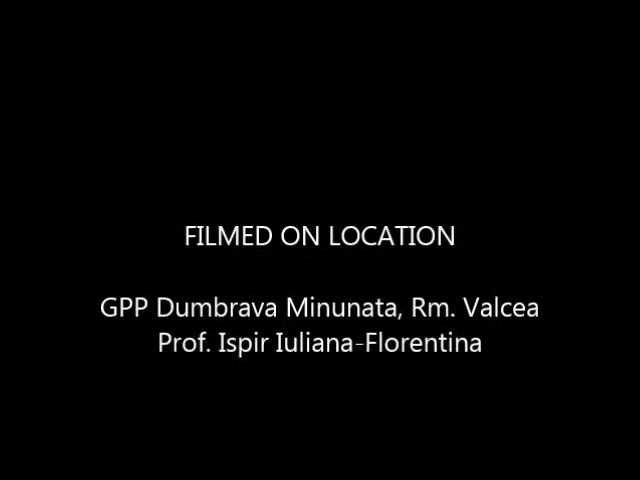 FILMED ON LOCATION
GPP Dumbrava Minunata, Rm. Valcea
Prof. Ispir Iuliana-Florentina